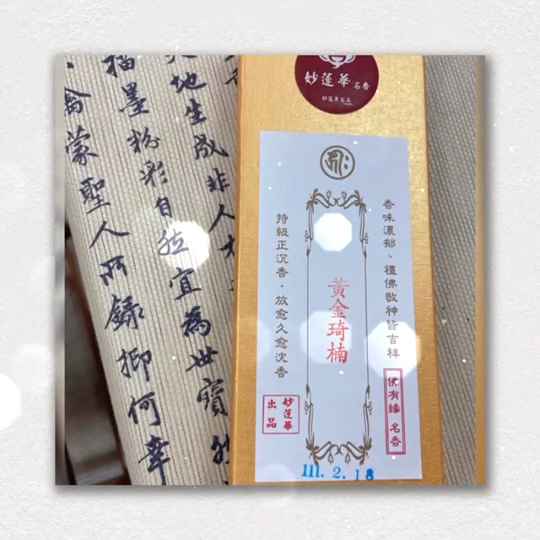 妙蓮華 名香
妙蓮華出品
香味濃郁、禮佛敬神皆吉祥
佛有緣 名香
黃金琦楠
特級正沉香．放愈久愈沈香
妙蓮華
出品
111. 2. 18
地生成非人
墨粉彩自然宜為世寶
禽蒙聖人所錄抑何幸